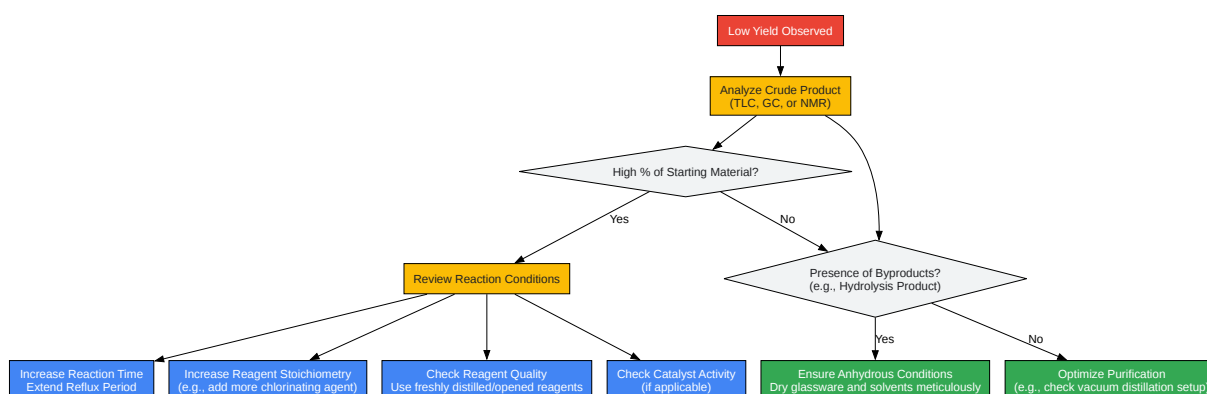 Low Yield Observed
Analyze Crude Product
(TLC, GC, or NMR)
High % of Starting Material?
Yes
No
Review Reaction Conditions
Presence of Byproducts?
(e.g., Hydrolysis Product)
Yes
No
Increase Reaction Time
Extend Reflux Period
Increase Reagent Stoichiometry
(e.g., add more chlorinating agent)
Check Reagent Quality
Use freshly distilled/opened reagents
Check Catalyst Activity
(if applicable)
Ensure Anhydrous Conditions
Dry glassware and solvents meticulously
Optimize Purification
(e.g., check vacuum distillation setup)